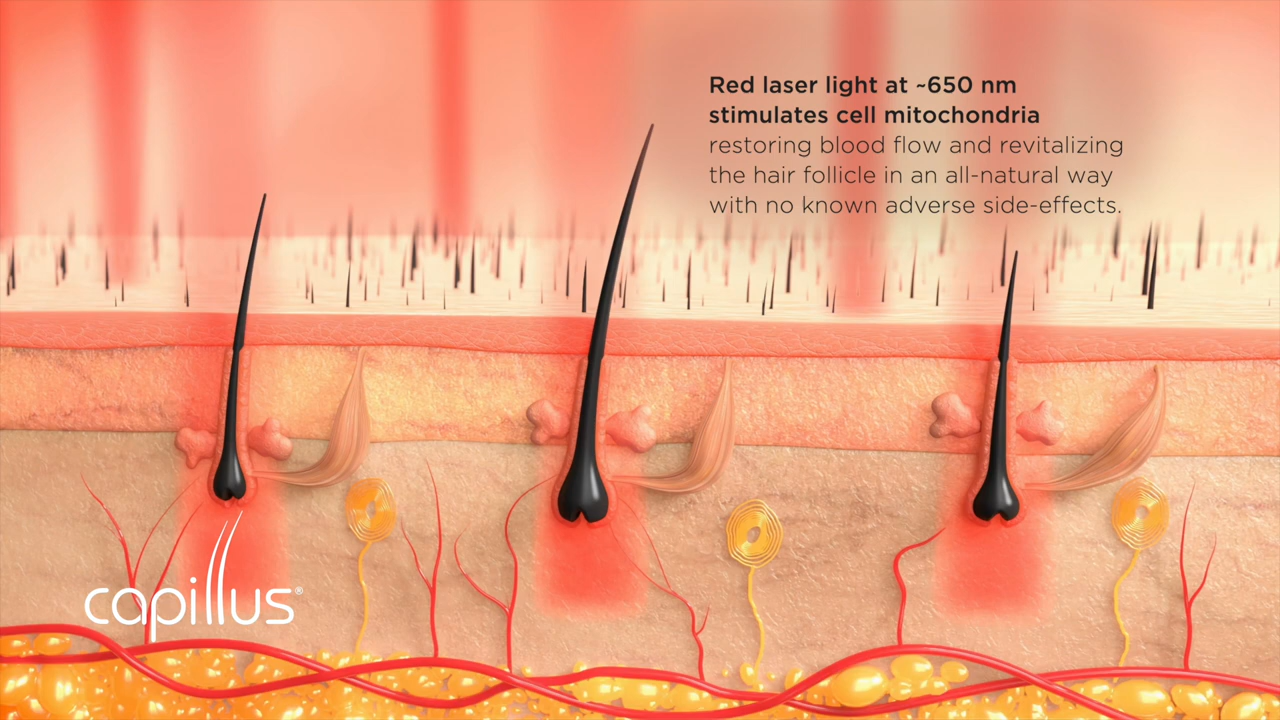 Red laser light at ~650 nm
stimulates cell mitochondria
restoring blood flow and revitalizing
the hair follicle in an all-natural way
with no known adverse side-effects.
capillus®